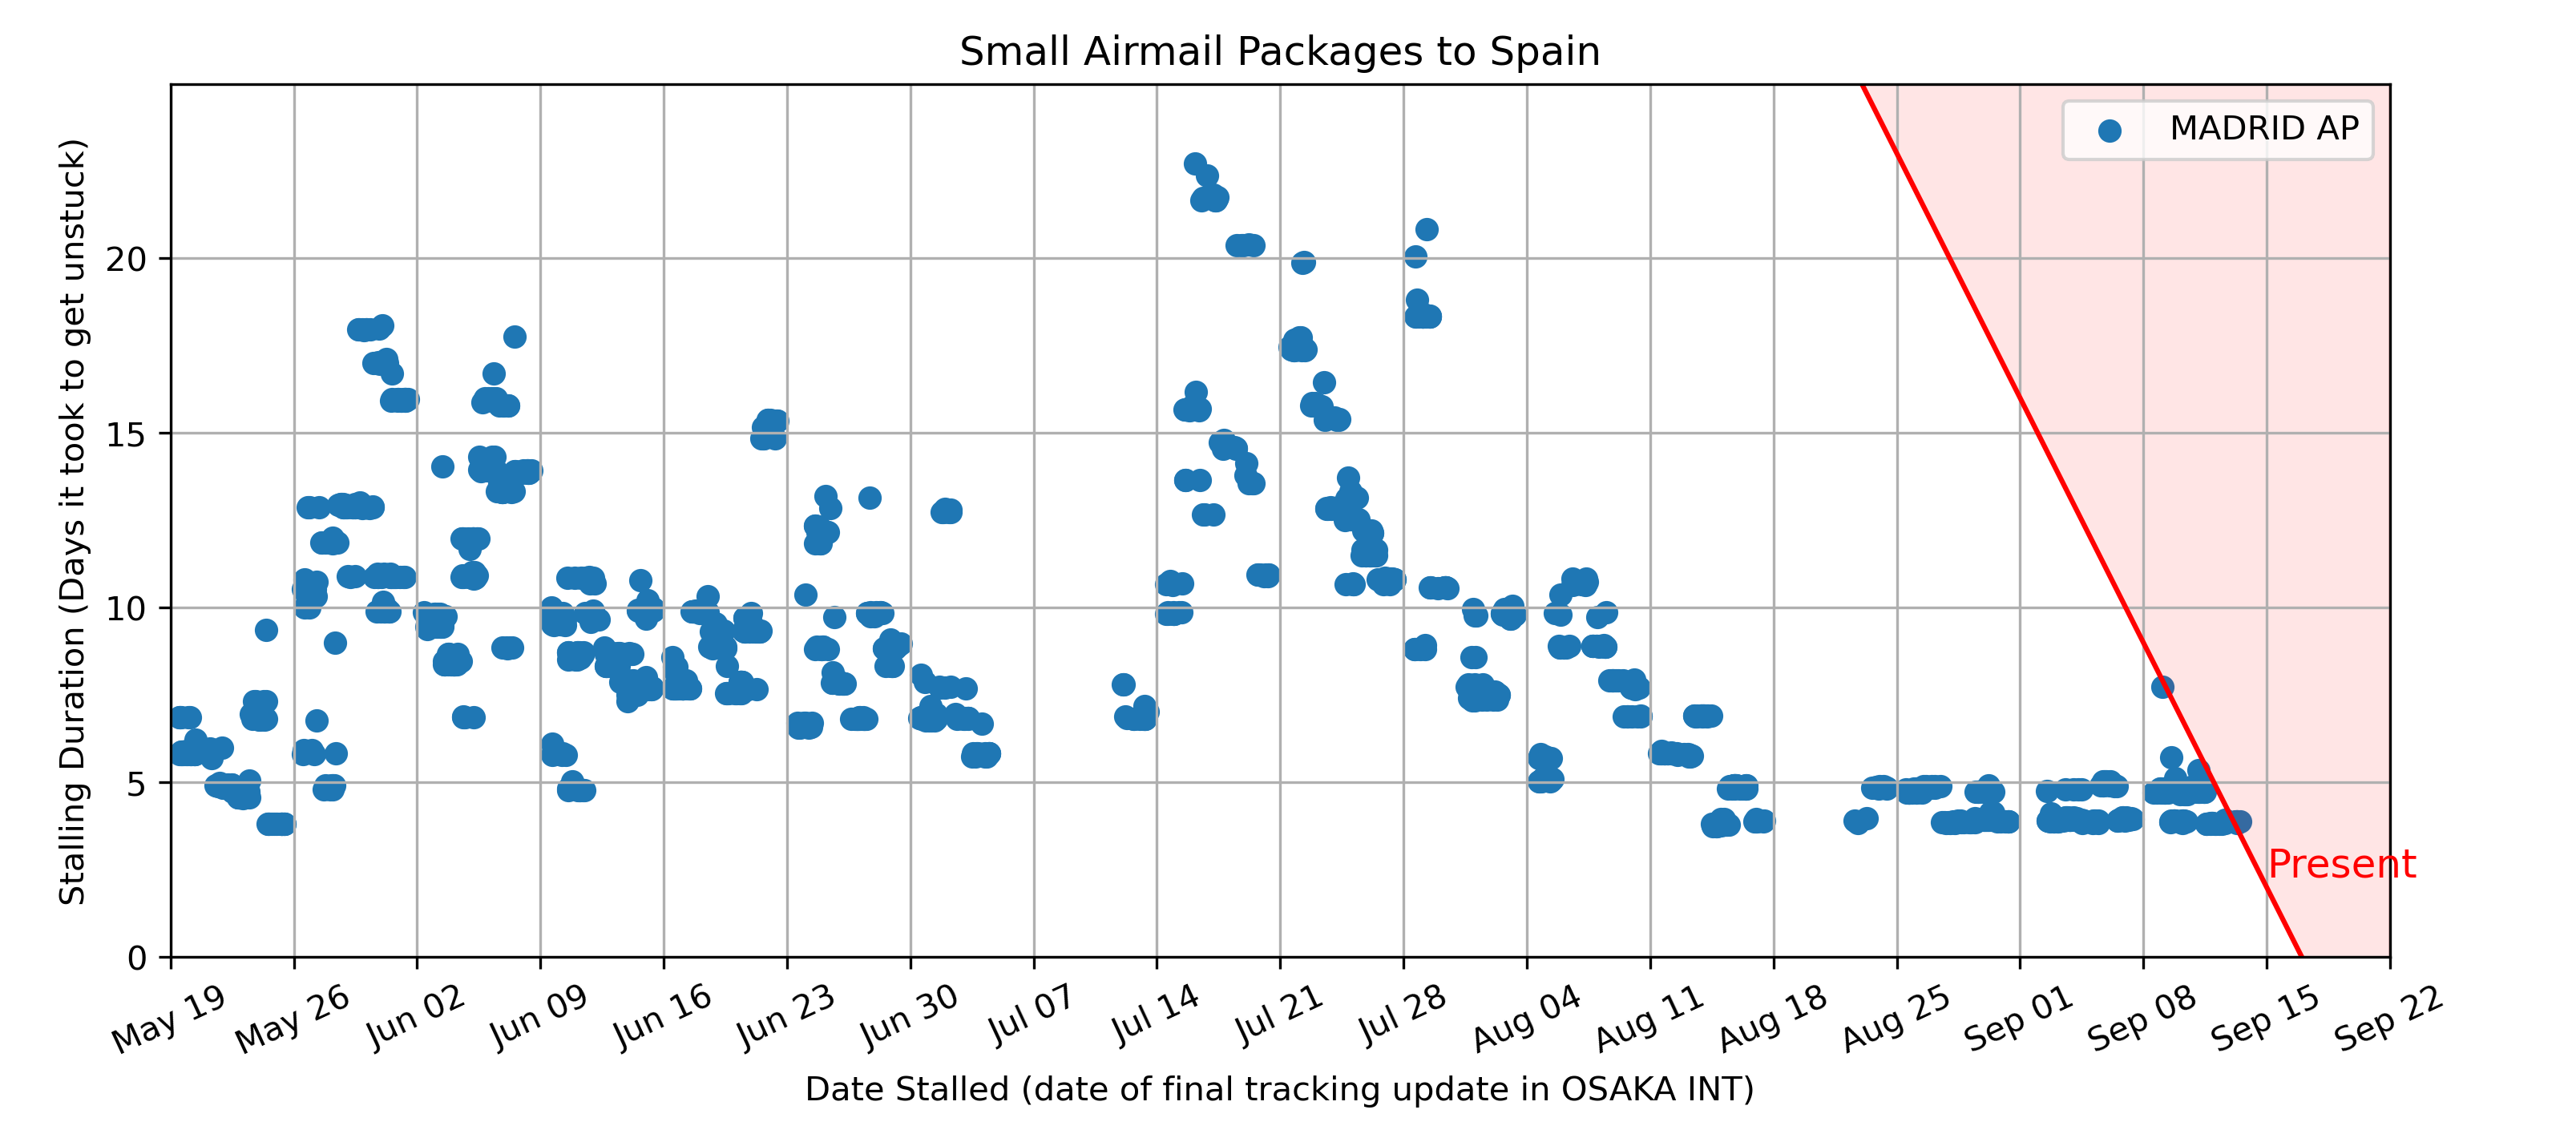 Small Airmail Packages to Spain
MADRID AP
Stalling Duration (Days it took to get unstuck)
20
15
10
5
0
Present
May 19
May 26
Jun 02
Jun 09
Jun 16
Jun 23
Jun 30
Jul 07
Jul 14
Jul 21
Jul 28
Aug 04
Aug 11
Aug 18
Aug 25
Sep 01
Sep 08
Sep 15
Sep 22
Date Stalled (date of final tracking update in OSAKA INT)